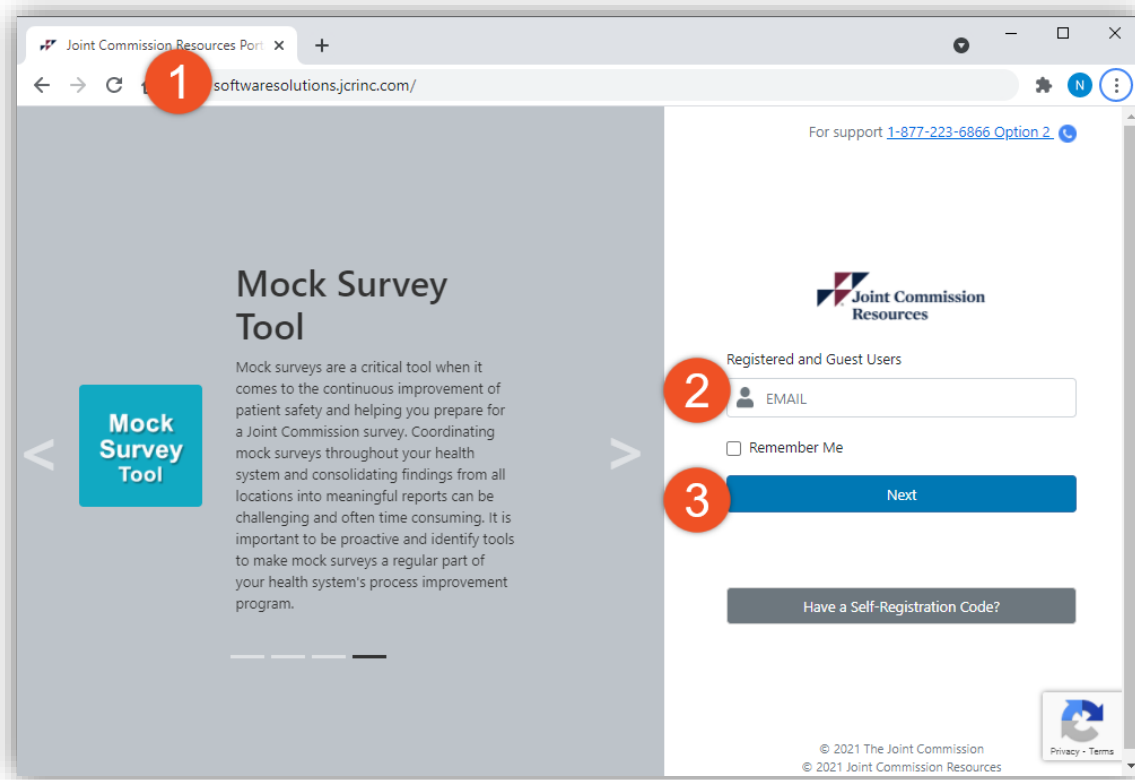 Joint Commission Resources Port
1
softwaresolutions.jcrinc.com/
N
For support 1-877-223-6866 Option 2
Mock Survey
Tool
Mock surveys are a critical tool when it
comes to the continuous improvement of
patient safety and helping you prepare for
a Joint Commission survey. Coordinating
mock surveys throughout your health
system and consolidating findings from all
locations into meaningful reports can be
challenging and often time consuming. It is
important to be proactive and identify tools
to make mock surveys a regular part of
your health system's process improvement
program.
Mock
Survey
Tool
Joint Commission
Resources
Registered and Guest Users
2
EMAIL
Remember Me
3
Next
Have a Self-Registration Code?
Privacy - Terms
© 2021 The Joint Commission
© 2021 Joint Commission Resources